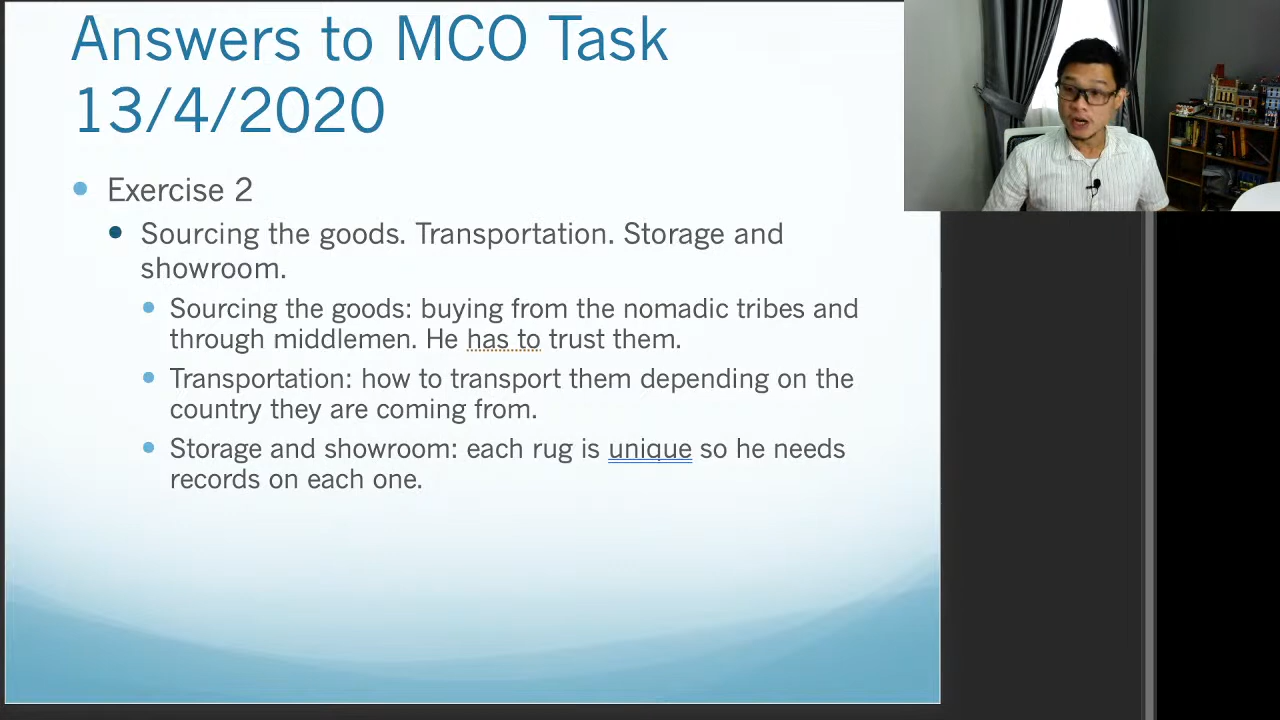 Answers to MCO Task
13/4/2020
Exercise 2
Sourcing the goods. Transportation. Storage and
showroom.
Sourcing the goods: buying from the nomadic tribes and
through middlemen. He has to trust them.
Transportation: how to transport them depending on the
country they are coming from.
Storage and showroom: each rug is unique so he needs
records on each one.